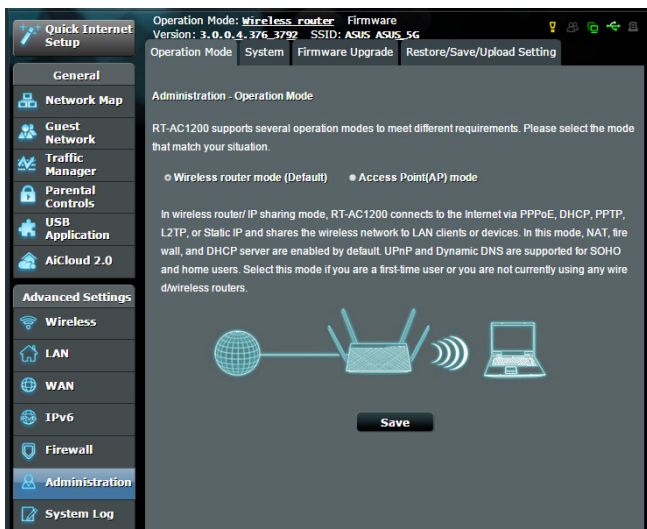 Quick Internet
Setup
General
Network Map
Guest
Network
Traffic
Manager
Parental
Controls
USB
Application
AiCloud 2.0
Advanced Settings
Wireless
LAN
WAN
IPv6
Firewall
Administration
System Log
Operation Mode: Wireless router Firmware
Version: 3.0.0.4.376_3792 SSID: ASUS ASUS_5G
Operation Mode System Firmware Upgrade Restore/Save/Upload Setting
Administration - Operation Mode
RT-AC1200 supports several operation modes to meet different requirements. Please select the mode
that match your situation.
Wireless router mode (Default) Access Point(AP) mode
In wireless router/ IP sharing mode, RT-AC1200 connects to the Internet via PPPoE, DHCP, PPTP,
L2TP, or Static IP and shares the wireless network to LAN clients or devices. In this mode, NAT, fire
wall, and DHCP server are enabled by default. UPnP and Dynamic DNS are supported for SOHO
and home users. Select this mode if you are a first-time user or you are not currently using any wire
d/wireless routers.
Save